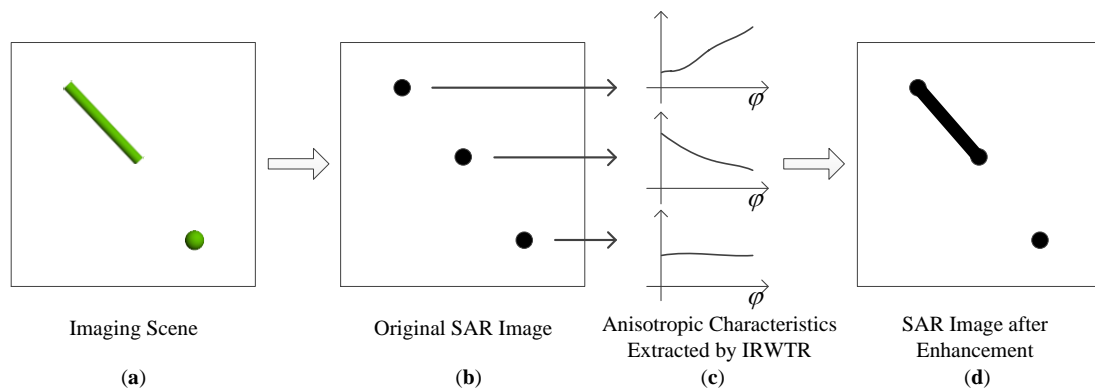 φ
φ
φ
Imaging Scene
Original SAR Image
Anisotropic Characteristics
Extracted by IRWTR
SAR Image after
Enhancement
(a)
(b)
(c)
(d)